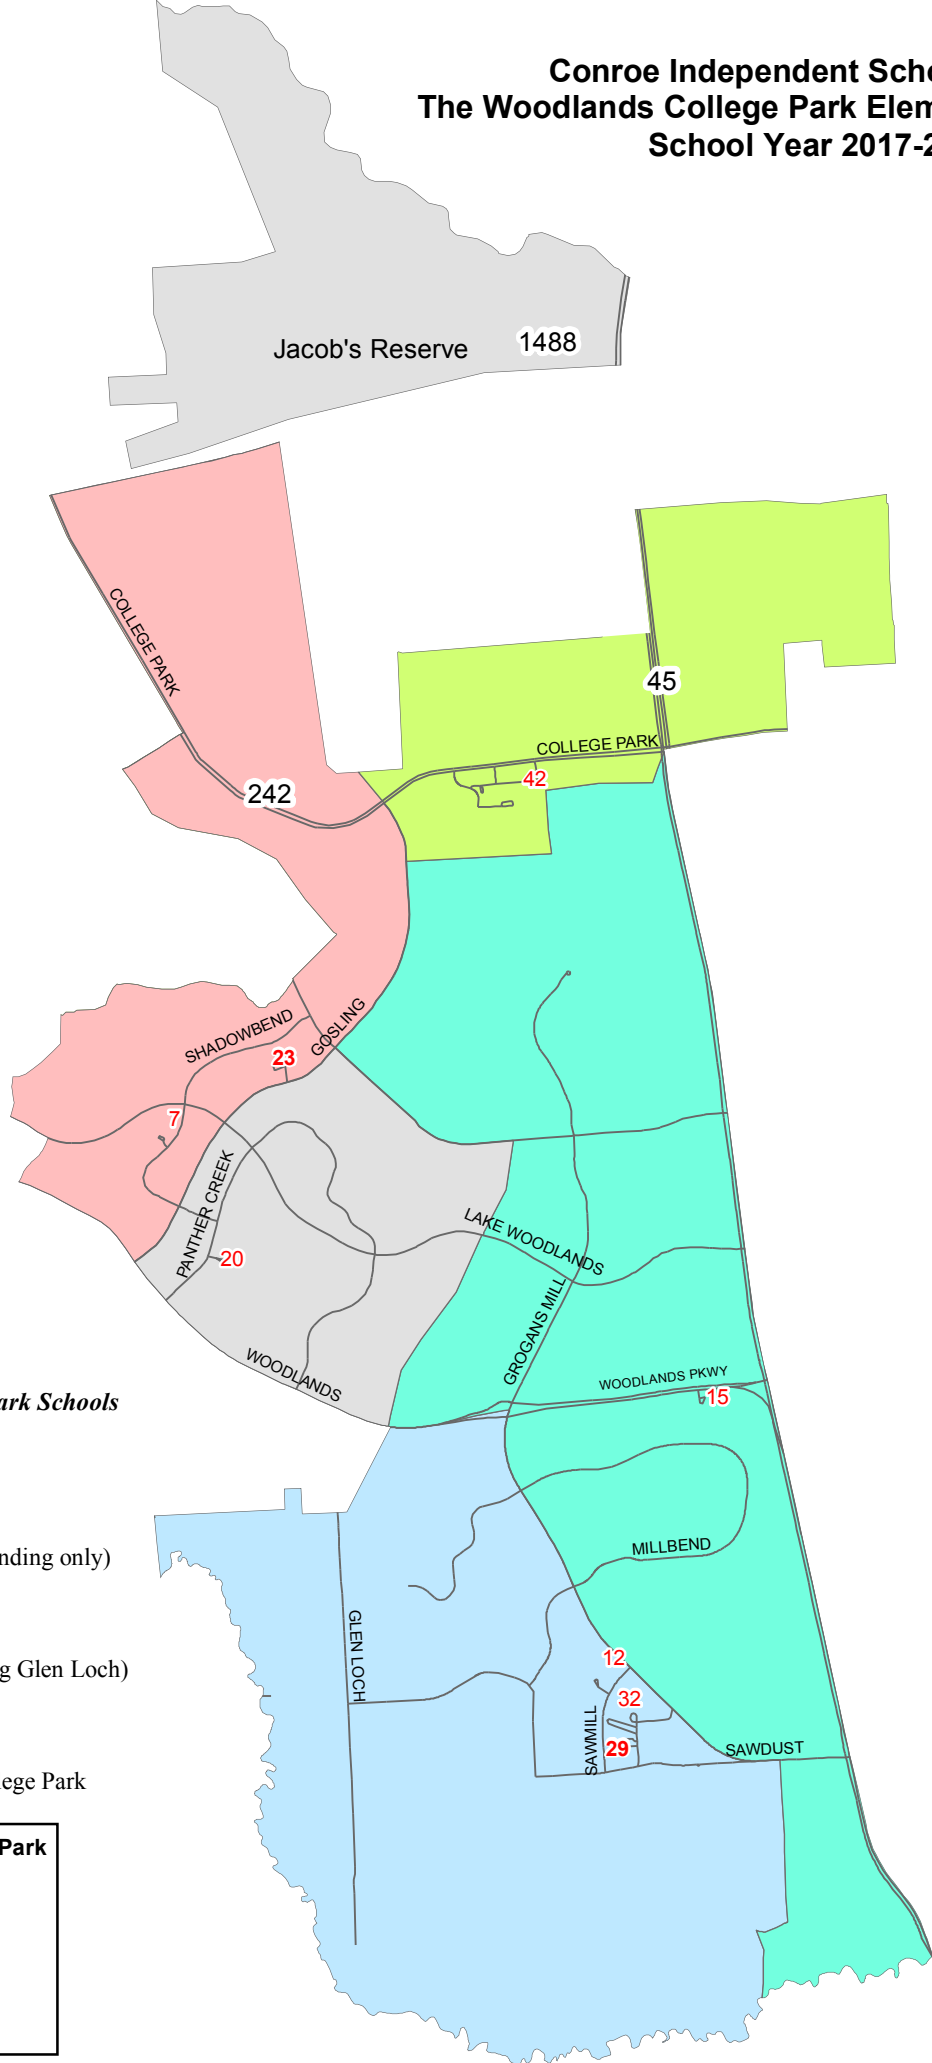 Conroe Independent Scho
The Woodlands College Park Elem
School Year 2017-2
Jacob's Reserve
1488
COLLEGE PARK
45
COLLEGE PARK
42
242
SHADOWBEND
GOSLING
23
7
PANTHER CREEK
LAKE WOODLANDS
20
GROGANS MILL
WOODLANDS
WOODLANDS PKWY
15
ark Schools
MILLBEND
nding only)
GLEN LOCH
12
g Glen Loch)
32
SAWMILL
29
SAWDUST
lege Park
Park